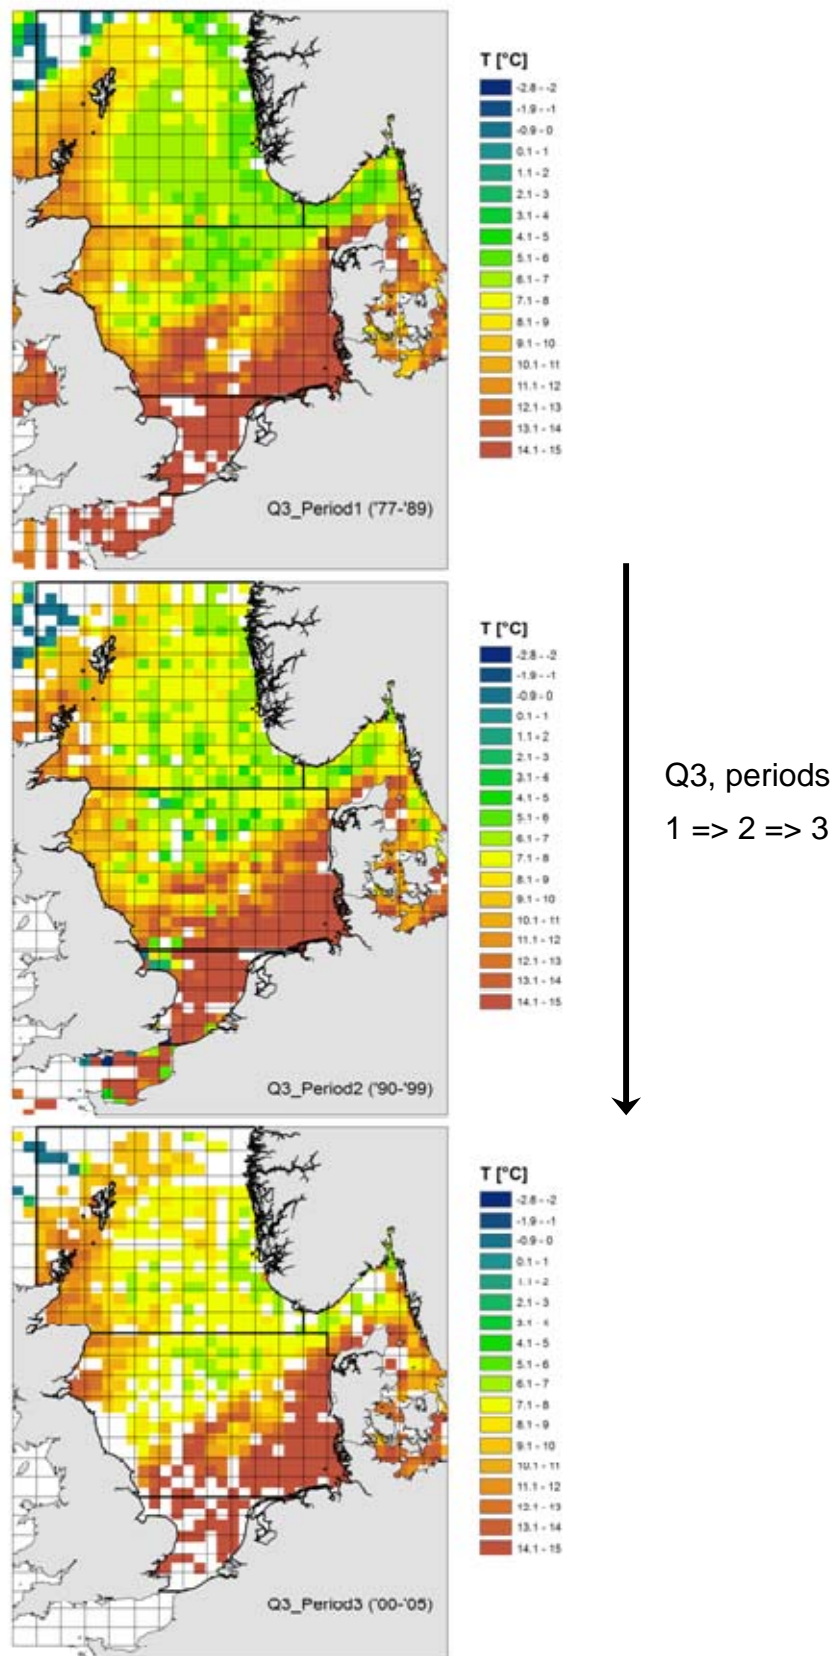 T [°C]
-2.8 - -2
-1.9 - -1
-0.9 - 0
0.1 - 1
1.1 - 2
2.1 - 3
3.1 - 4
4.1 - 5
5.1 - 6
6.1 - 7
7.1 - 8
8.1 - 9
9.1 - 10
10.1 - 11
11.1 - 12
12.1 - 13
13.1 - 14
14.1 - 15
Q3_Period1 ('77-'89)
T [°C]
-2.8 - -2
-1.9 - -1
-0.9 - 0
0.1 - 1
1.1 - 2
2.1 - 3
3.1 - 4
4.1 - 5
5.1 - 6
6.1 - 7
7.1 - 8
8.1 - 9
9.1 - 10
10.1 - 11
11.1 - 12
12.1 - 13
13.1 - 14
14.1 - 15
Q3, periods
1 => 2 => 3
Q3_Period2 ('90-'99)
T [°C]
-2.8 - -2
-1.9 - -1
-0.9 - 0
0.1 - 1
1.1 - 2
2.1 - 3
3.1 - 4
4.1 - 5
5.1 - 6
6.1 - 7
7.1 - 8
8.1 - 9
9.1 - 10
10.1 - 11
11.1 - 12
12.1 - 13
13.1 - 14
14.1 - 15
Q3_Period3 ('00-'05)